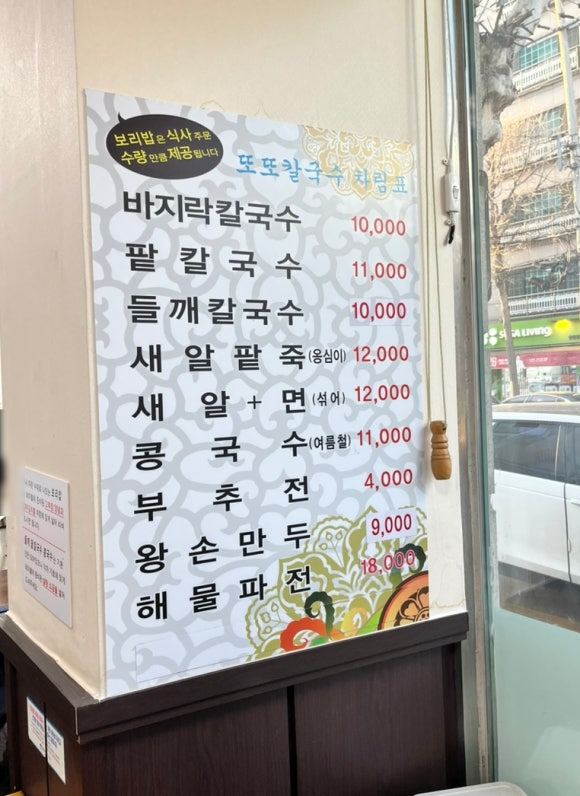 보리밥은 식사 주문
수량만큼 제공됩니다
또또칼국수 차림표
바지락칼국수 10,000
팥칼국수 11,000
들깨칼국수 10,000
새알팥죽(옹심이) 12,000
새알+면(섞어) 12,000
콩국수(여름철) 11,000
부추전 4,000
왕손만두 9,000
해물파전 18,000
LIVING